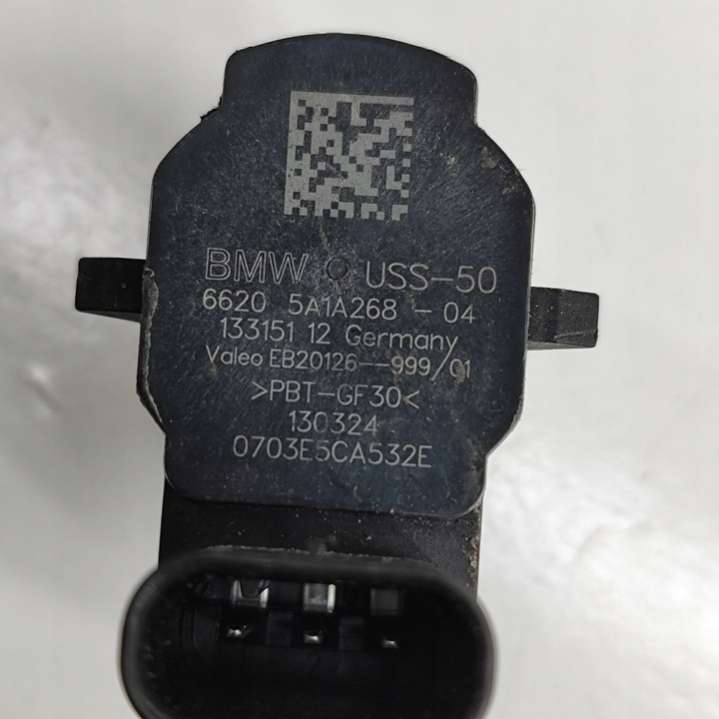 BMW USS-50
6620 5A1A268-04
133151 12 Germany
Valeo EB20126--999/01
>PBT-GF30<
130324
0703E5CA532E